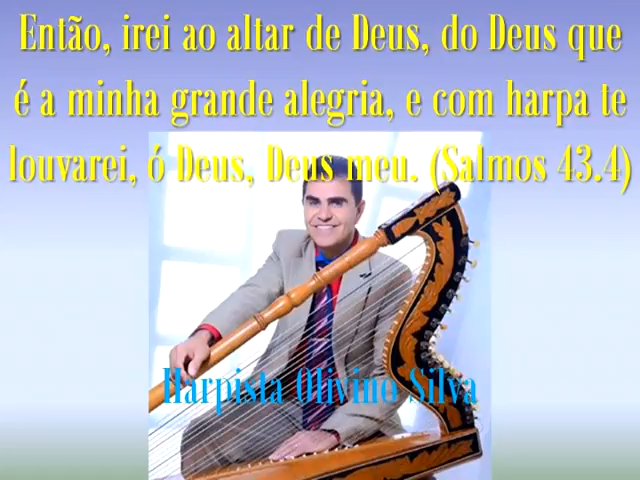 Então, irei ao altar de Deus, do Deus que
é a minha grande alegria, e com harpa te
louvarei, ó Deus, Deus meu. (Salmos 43.4)
Harpista Olivino Silva